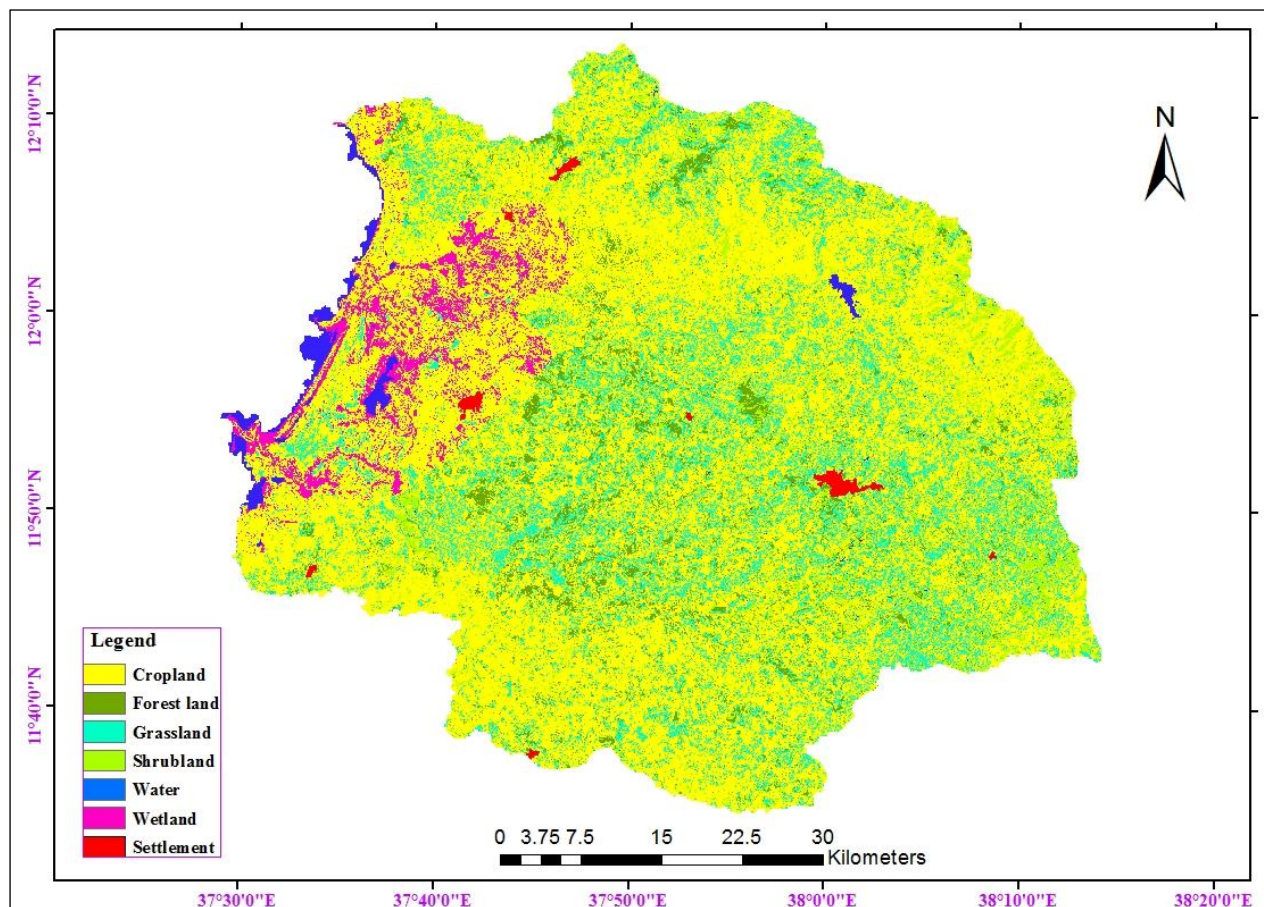 N
12°10'0"N
12°0'0"N
11°50'0"N
11°40'0"N
Legend
Cropland
Forest land
Grassland
Shrubland
Water
Wetland
Settlement
0 3.75 7.5 15 22.5 30
Kilometers
37°30'0"E 37°40'0"E 37°50'0"E 38°0'0"E 38°10'0"E 38°20'0"E